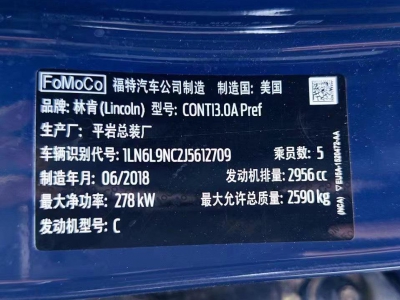 FoMoCo 福特汽车公司制造 制造国: 美国
品牌: 林肯(Lincoln) 型号: CONTI3.0A Pref
生产厂: 平岩总装厂
车辆识别代号: 1LN6L9NC2J5612709 乘员数: 5
制造年月: 06/2018 发动机排量: 2956 cc
最大净功率: 278 kW 最大允许总质量: 2590 kg
发动机型号: C
(NCA)